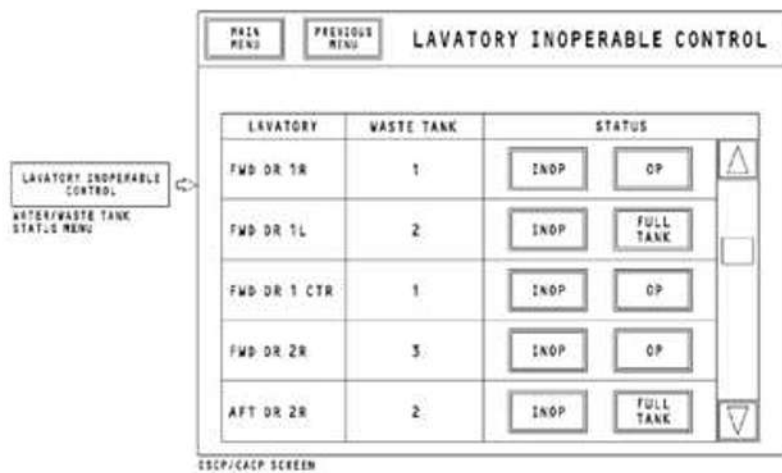 MAIN
MENU
PREVIOUS
MENU
LAVATORY INOPERABLE CONTROL
LAVATORY WASTE TANK STATUS
FWD DR 1R 1 INOP OP
FWD DR 1L 2 INOP FULL
TANK
FWD DR 1 CTR 1 INOP OP
FWD DR 2R 3 INOP OP
AFT DR 2R 2 INOP FULL
TANK
LAVATORY INOPERABLE
CONTROL
WATER/WASTE TANK
STATUS MENU
CSCP/CACP SCREEN